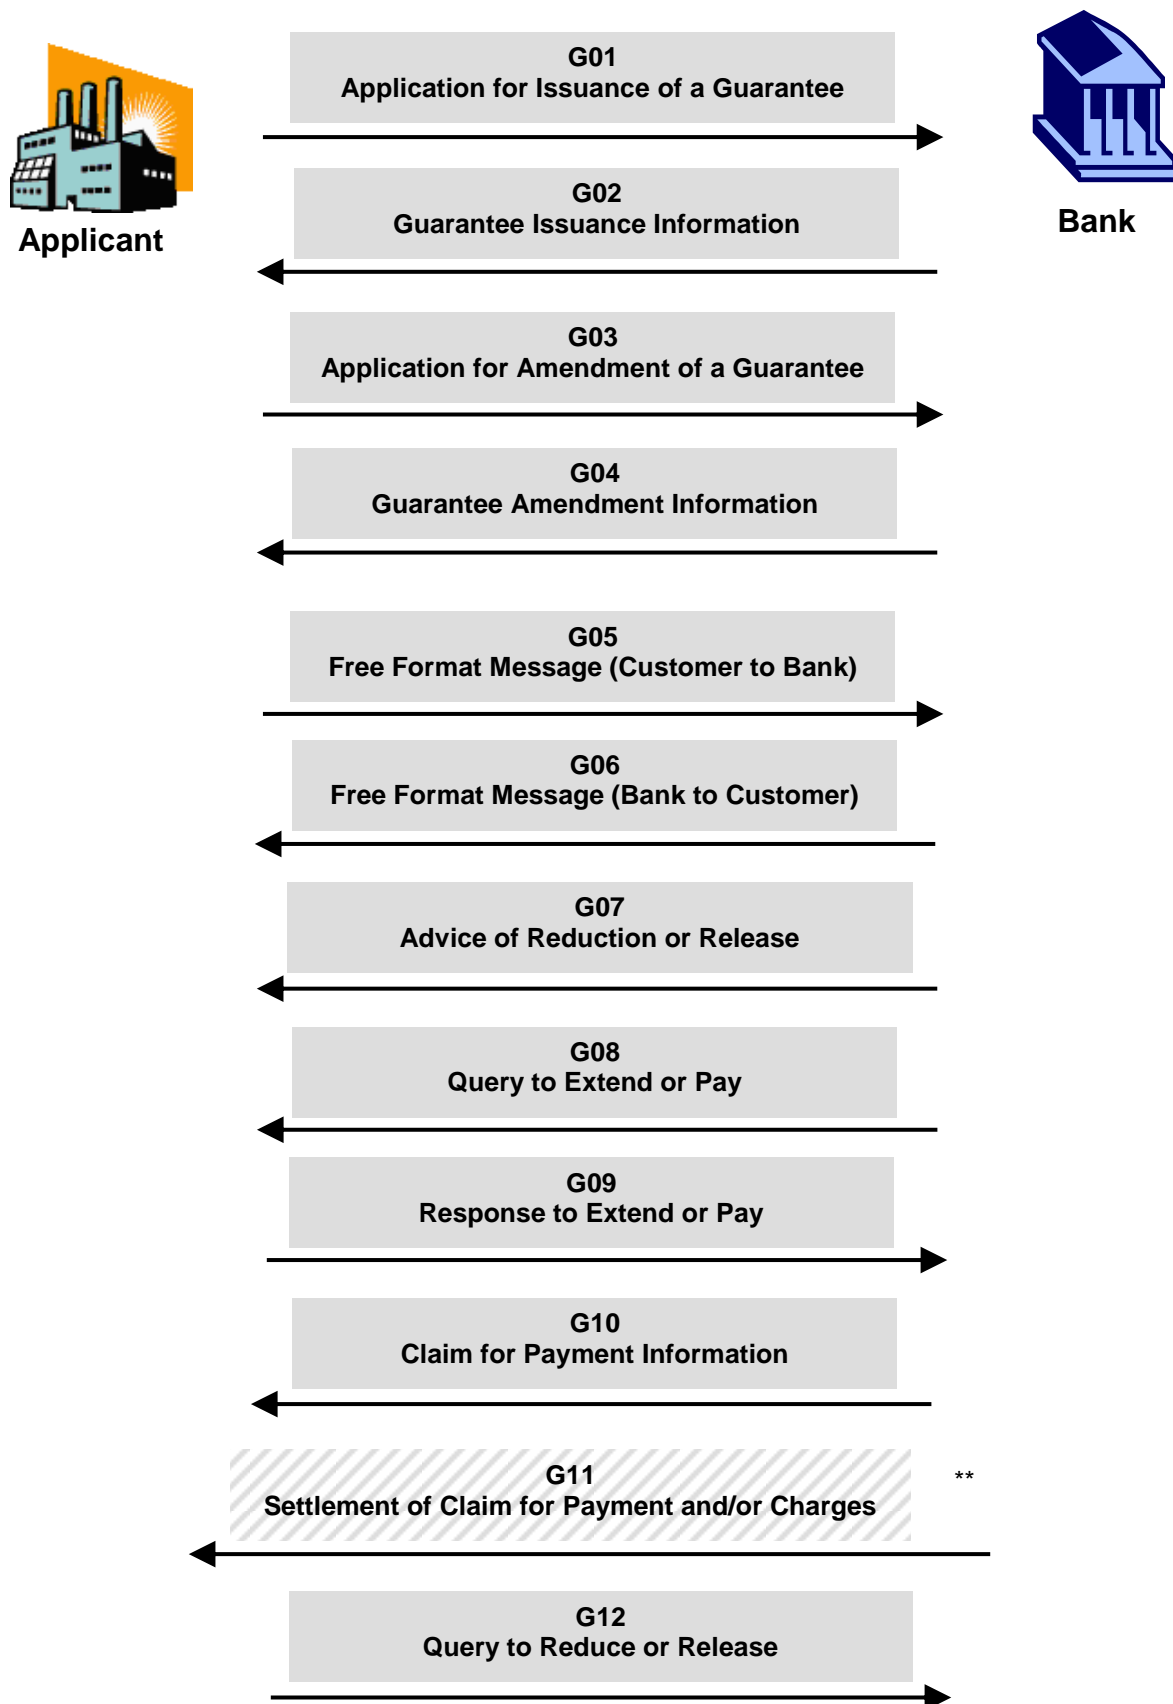 G01
Application for Issuance of a Guarantee
Applicant
Bank
G02
Guarantee Issuance Information
G03
Application for Amendment of a Guarantee
G04
Guarantee Amendment Information
G05
Free Format Message (Customer to Bank)
G06
Free Format Message (Bank to Customer)
G07
Advice of Reduction or Release
G08
Query to Extend or Pay
G09
Response to Extend or Pay
G10
Claim for Payment Information
G11
**
Settlement of Claim for Payment and/or Charges
G12
Query to Reduce or Release